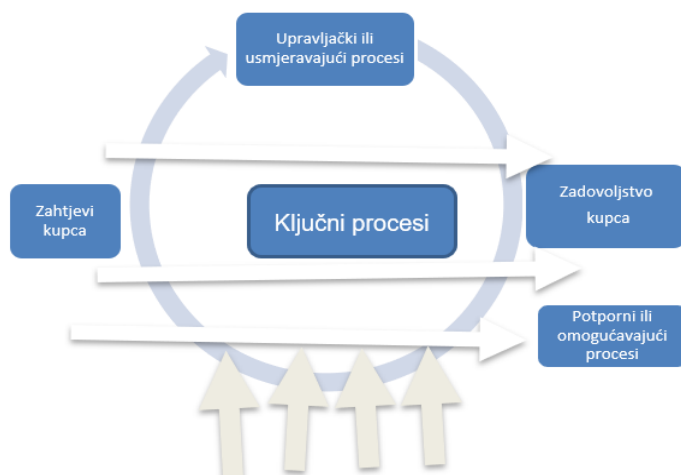 Upravljački ili
usmjeravajući procesi
Zahtjevi
kupca
Ključni procesi
Zadovoljstvo
kupca
Potporni ili
omogućavajući
procesi